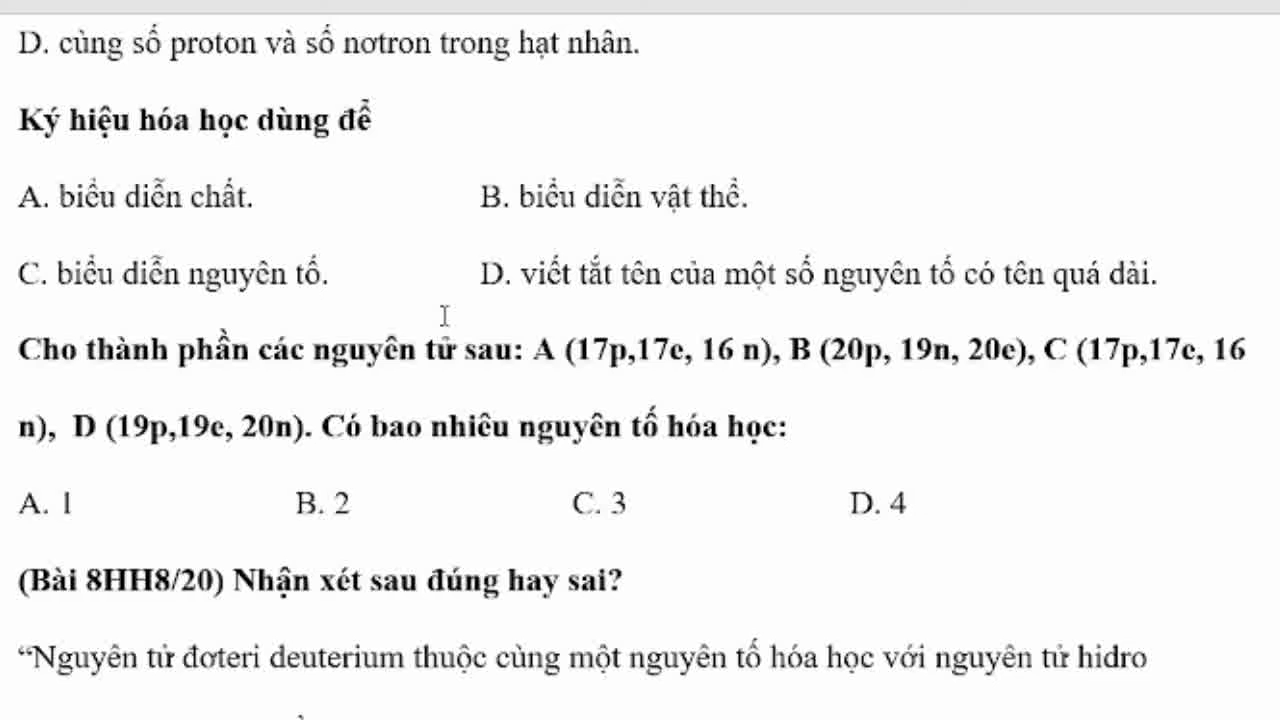 D. cùng số proton và số nơtron trong hạt nhân.
Ký hiệu hóa học dùng để
A. biểu diễn chất. B. biểu diễn vật thể.
C. biểu diễn nguyên tố. D. viết tắt tên của một số nguyên tố có tên quá dài.
Cho thành phần các nguyên tử sau: A (17p,17e, 16 n), B (20p, 19n, 20e), C (17p,17e, 16
n), D (19p,19e, 20n). Có bao nhiêu nguyên tố hóa học:
A. 1 B. 2 C. 3 D. 4
(Bài 8HH8/20) Nhận xét sau đúng hay sai?
“Nguyên tử đơteri deuterium thuộc cùng một nguyên tố hóa học với nguyên tử hidro